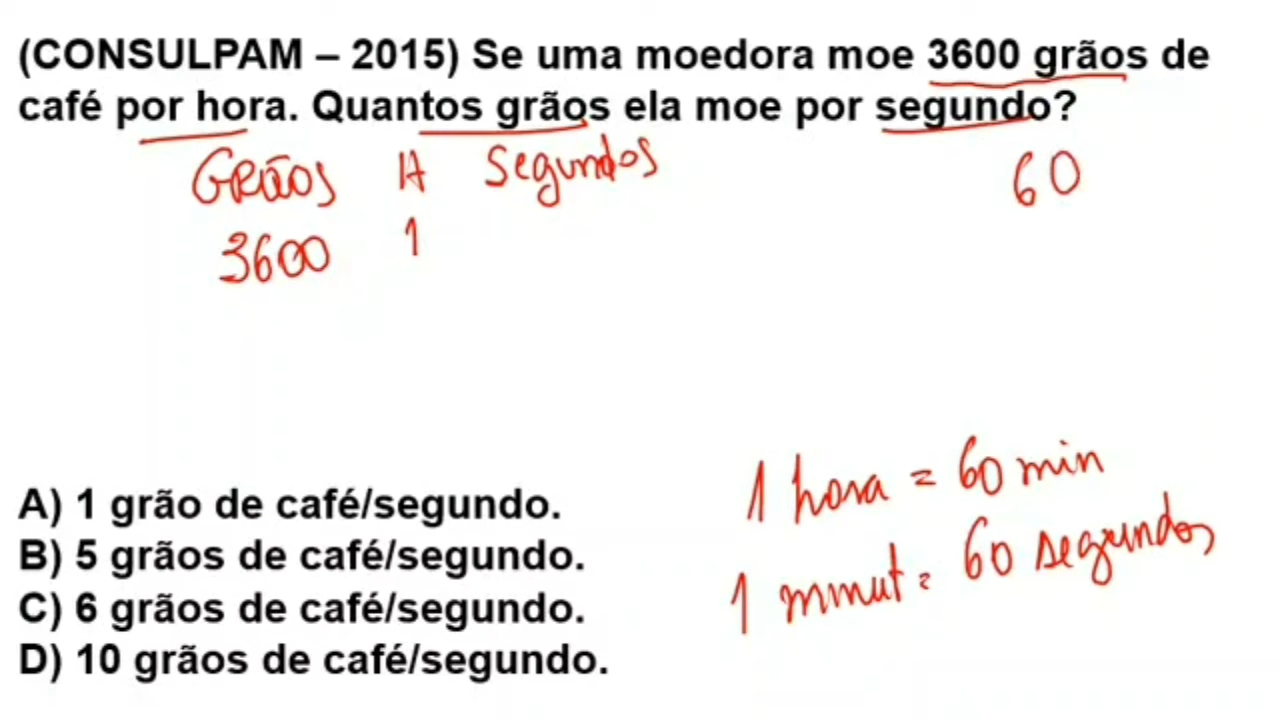 (CONSULPAM – 2015) Se uma moedora moe 3600 grãos de
café por hora. Quantos grãos ela moe por segundo?
GRÃOS H Segundos
60
3600 1
1 hora = 60 min
1 minut = 60 segundos
A) 1 grão de café/segundo.
B) 5 grãos de café/segundo.
C) 6 grãos de café/segundo.
D) 10 grãos de café/segundo.